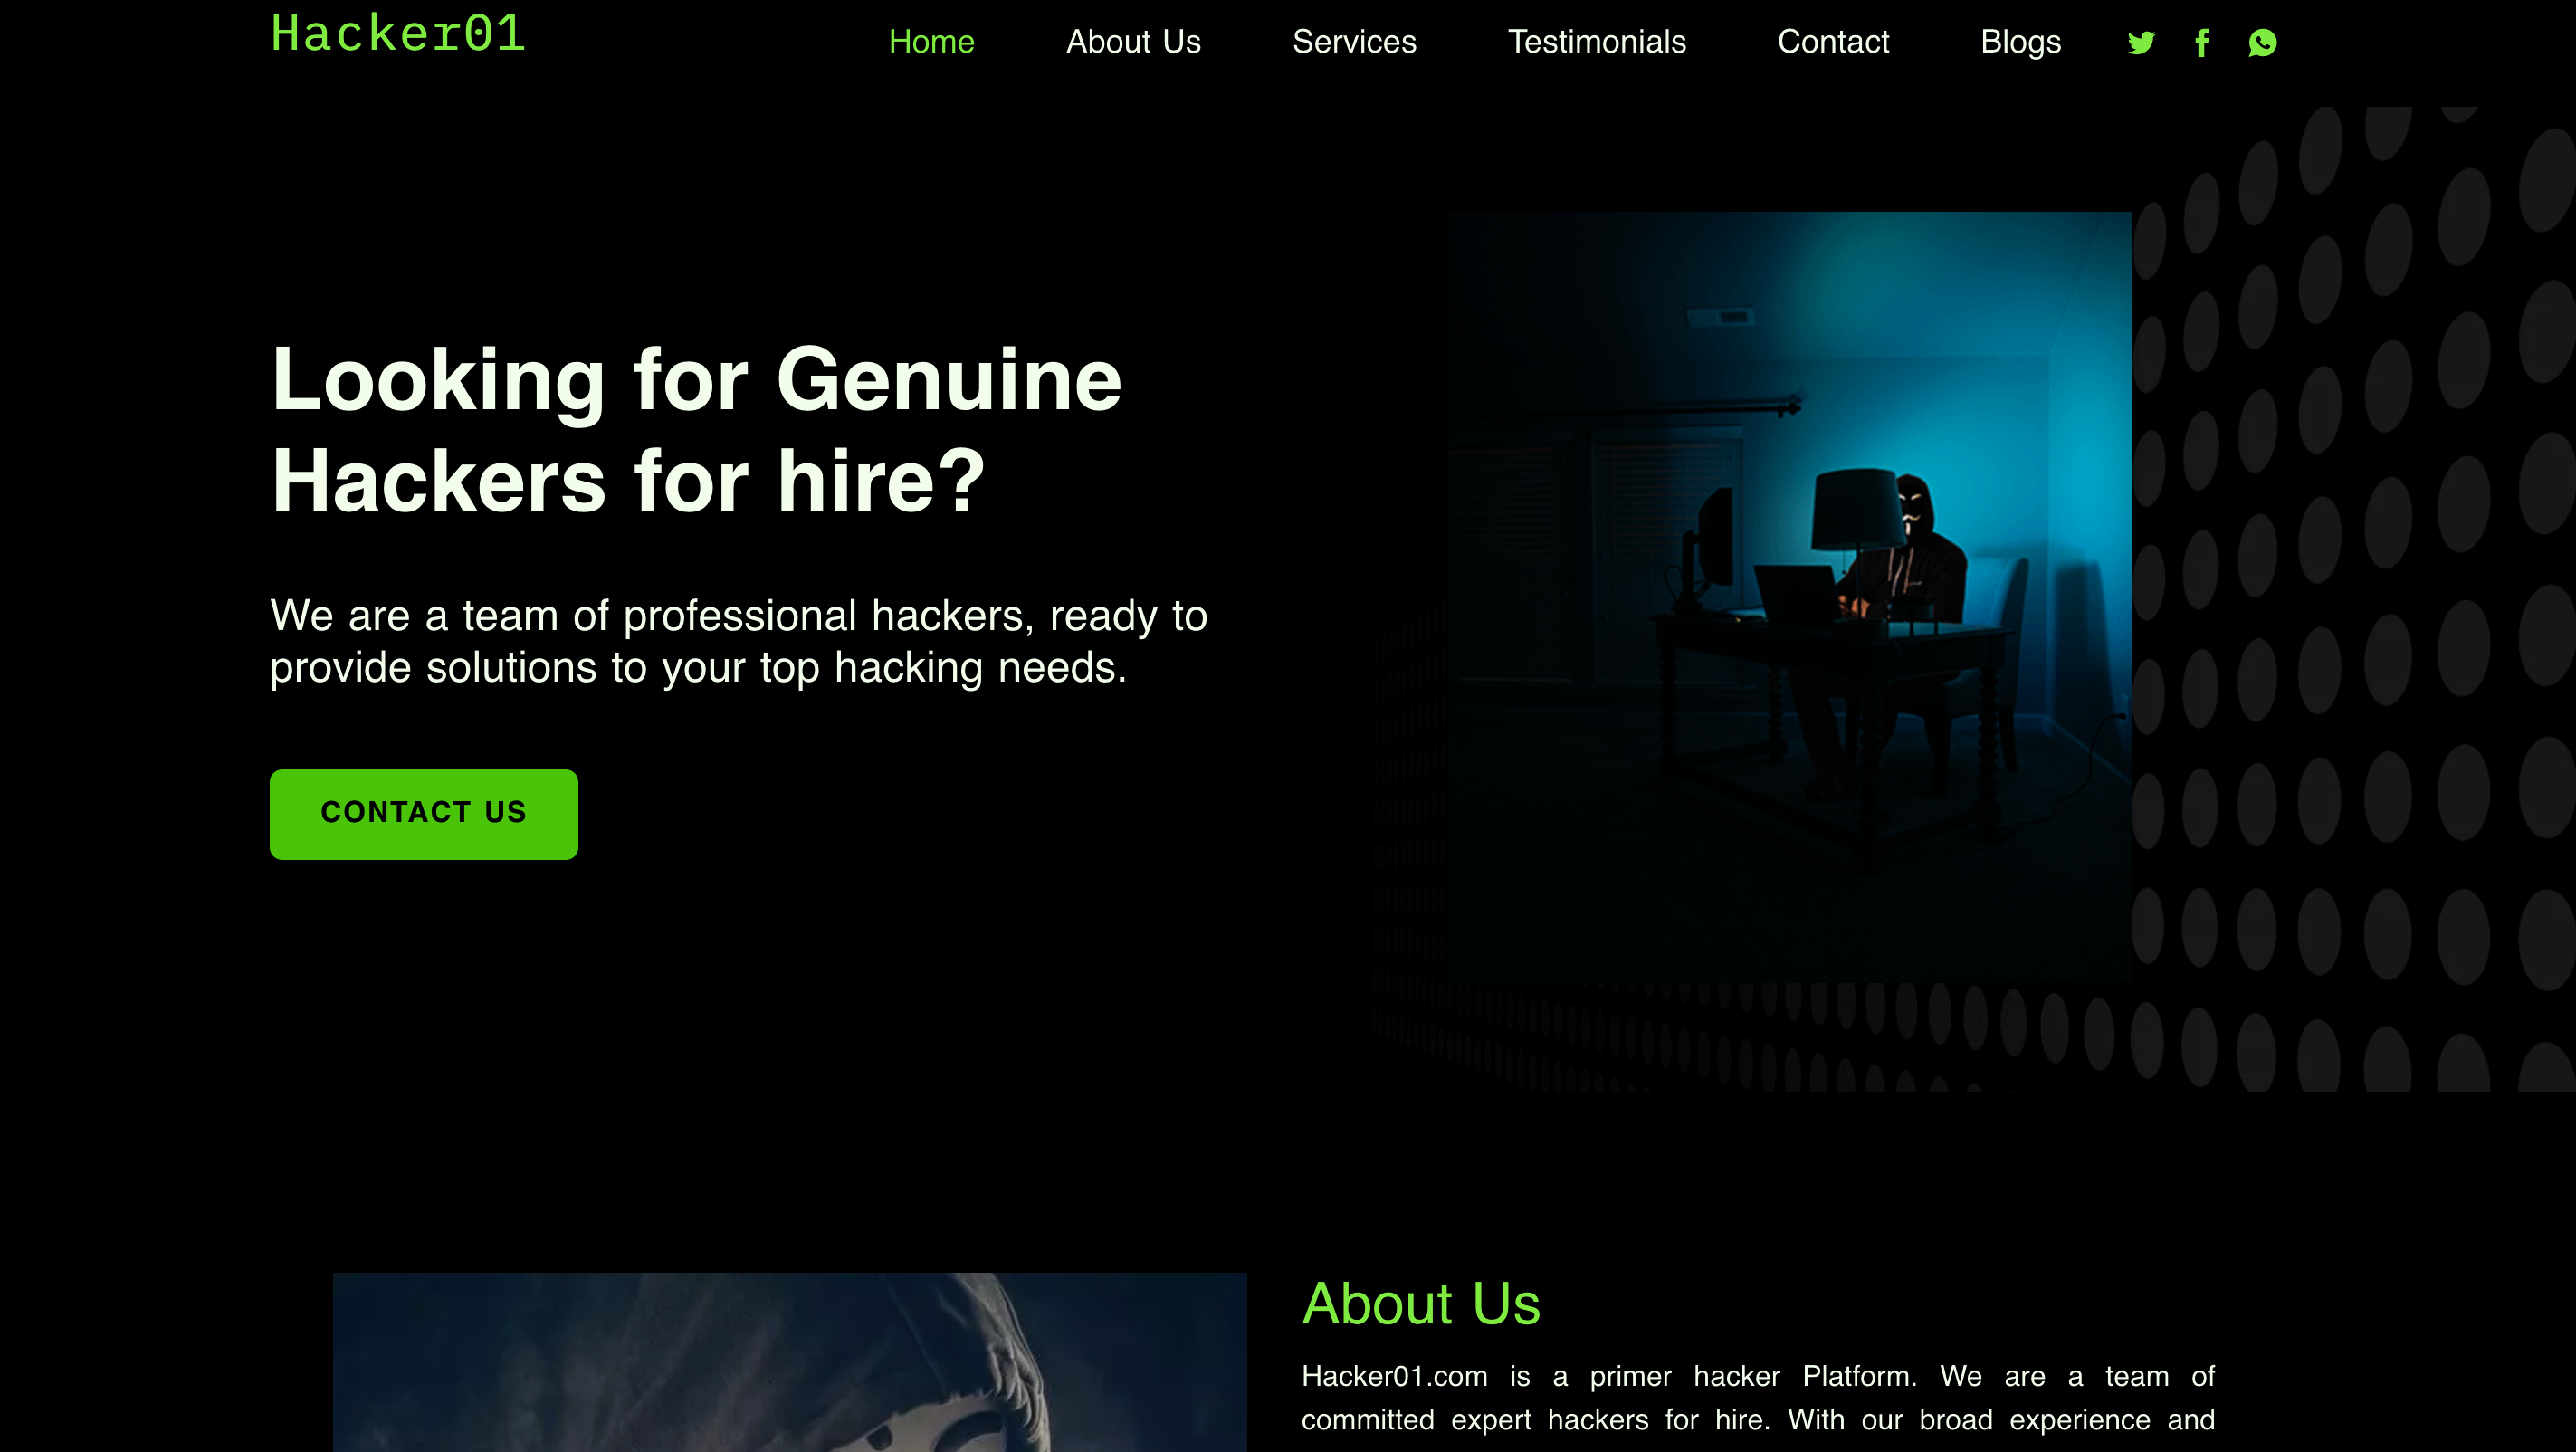 Hacker01
Home About Us Services Testimonials Contact Blogs
Looking for Genuine
Hackers for hire?
We are a team of professional hackers, ready to
provide solutions to your top hacking needs.
CONTACT US
About Us
Hacker01.com is a primer hacker Platform. We are a team of
committed expert hackers for hire. With our broad experience and